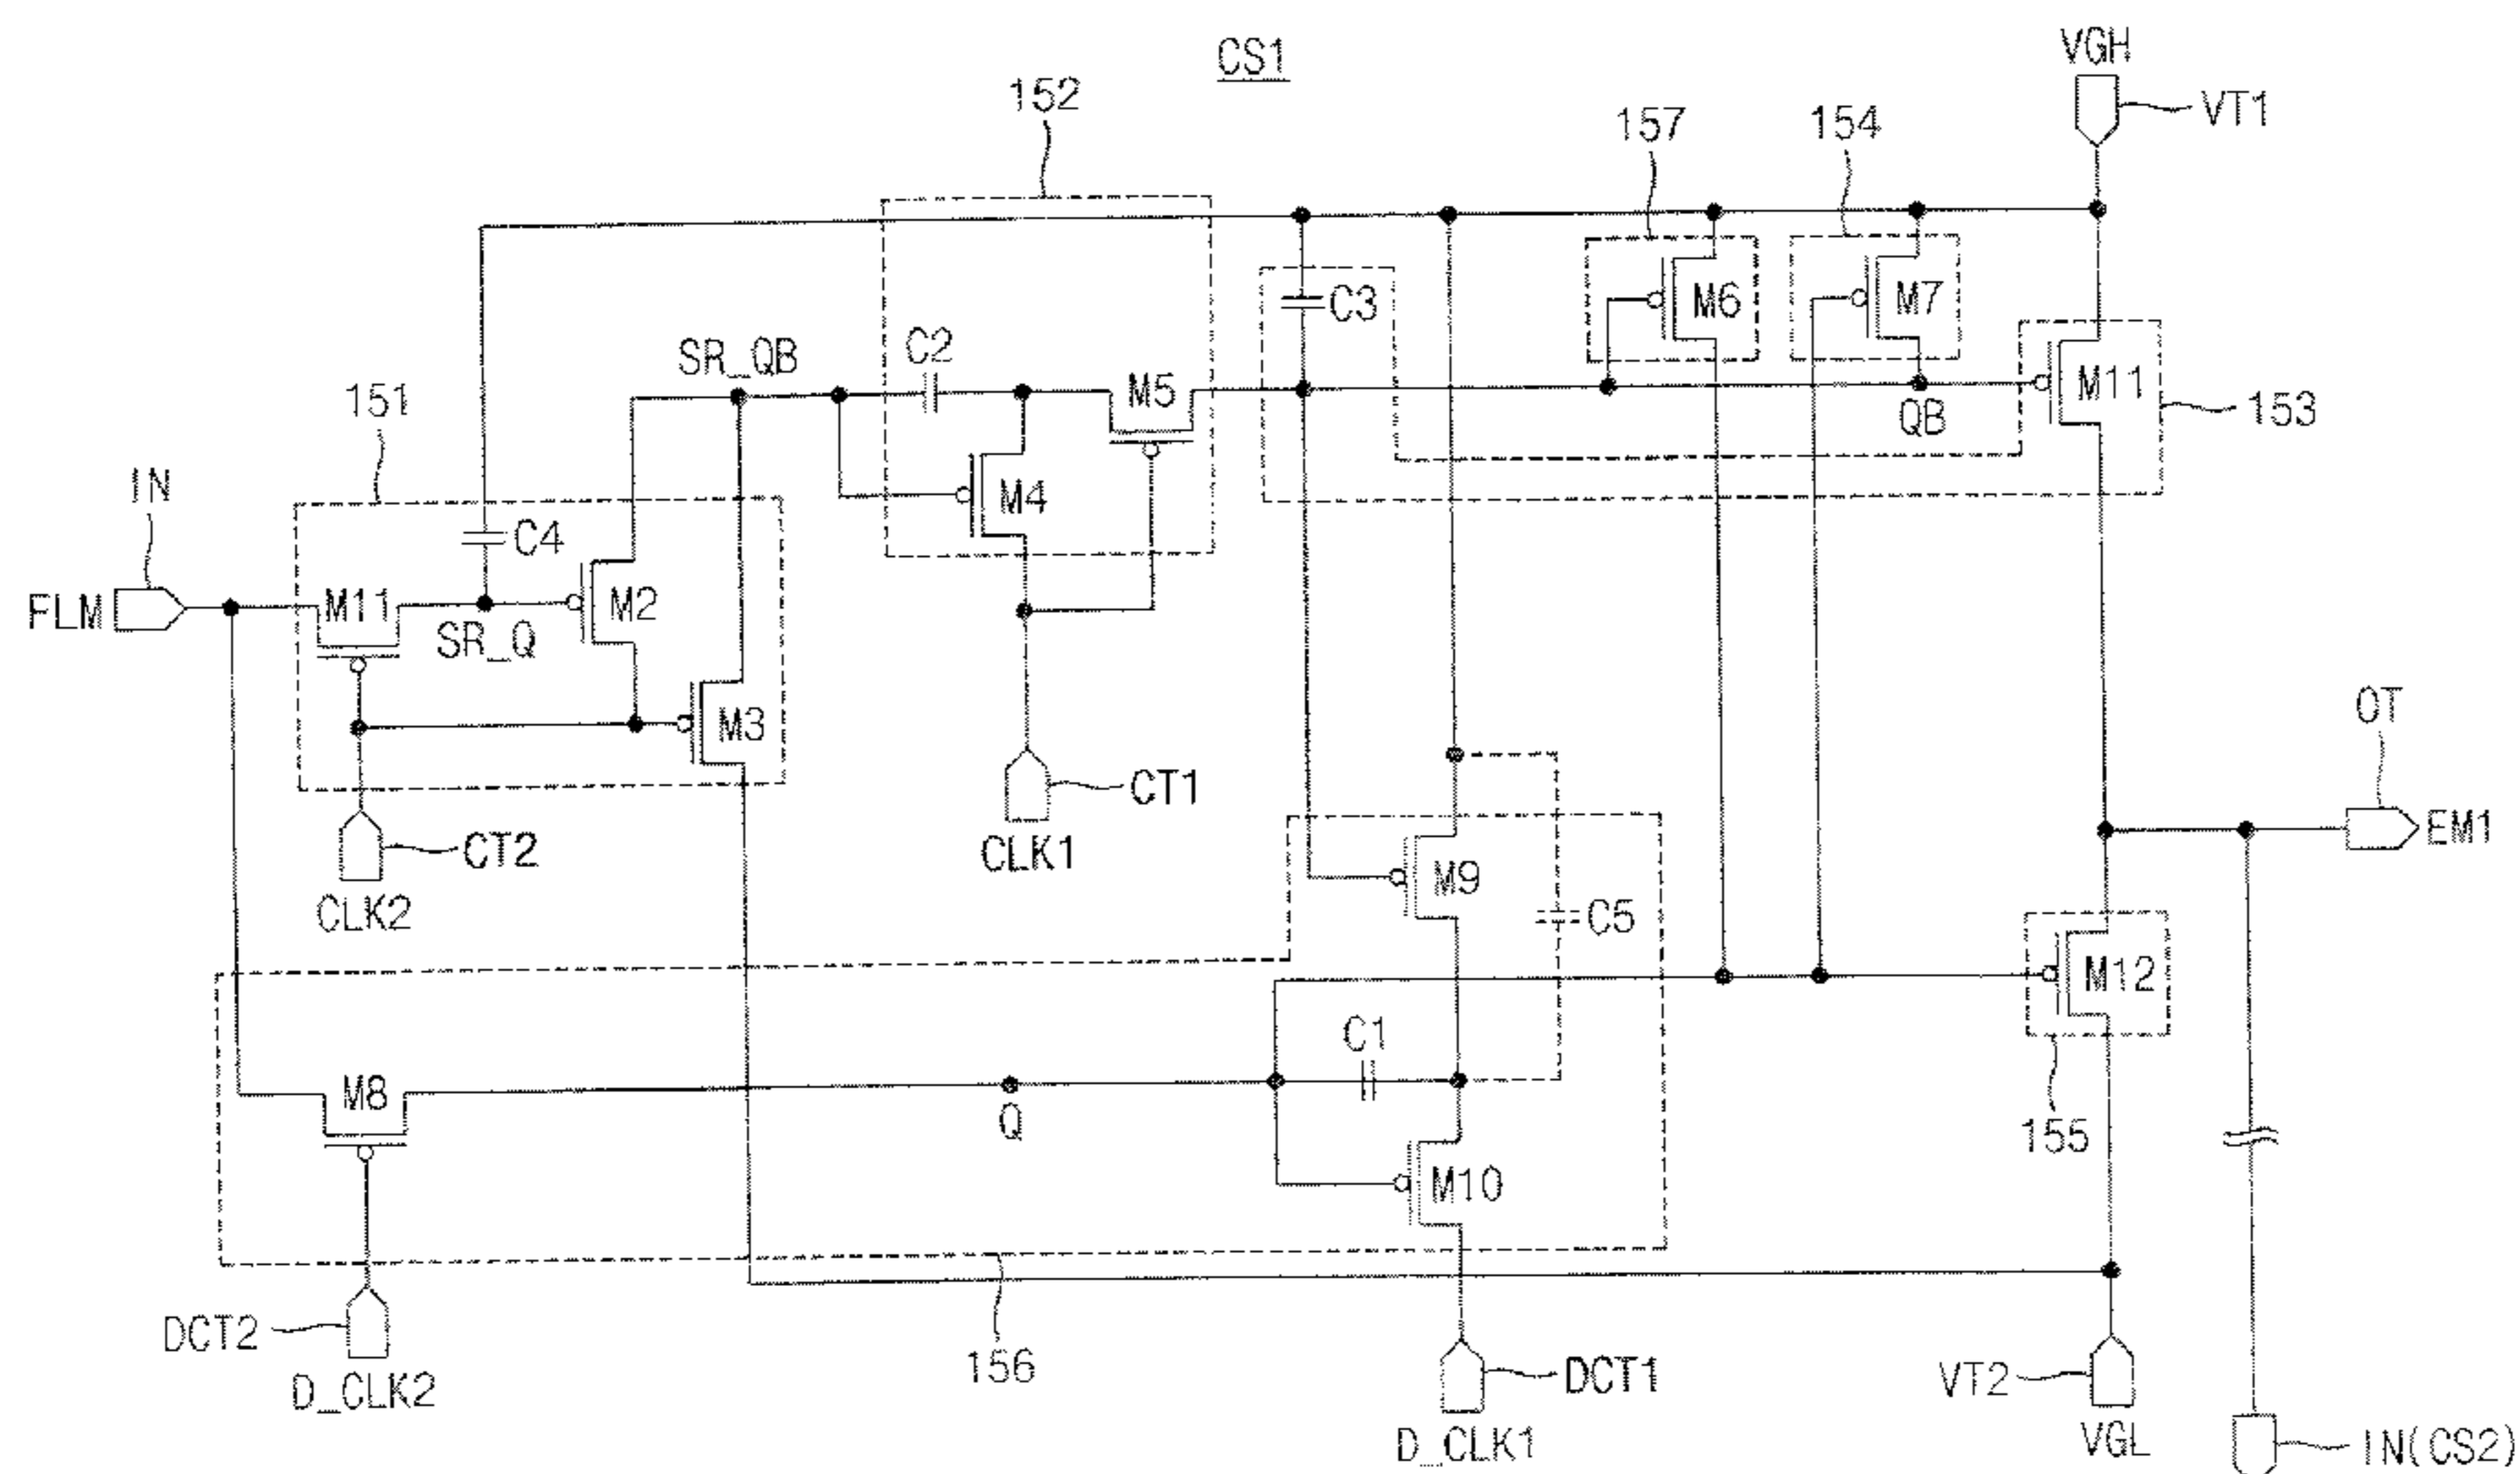 CS1
VGH
VT1
152
157
154
C3
M6
M7
C2
SR_QB
M5
M11
QB
153
151
IN
M4
C4
FLM
M11
SR_Q
M2
M3
CT1
CLK1
OT
EM1
CT2
CLK2
M9
C5
M12
C1
M8
Q
155
M10
DCT2
D_CLK2
156
DCT1
D_CLK1
VT2
VGL
IN(CS2)